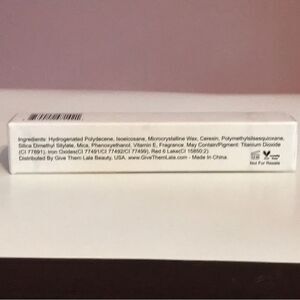 Ingredients: Hydrogenated Polydecene, Isoeicosane, Microcrystalline Wax, Ceresin, Polymethylsilsesquioxane,
Silica Dimethyl Silylate, Mica, Phenoxyethanol, Vitamin E, Fragrance. May Contain/Pigment: Titanium Dioxide
(CI 77891), Iron Oxides(CI 77491/CI 77492/CI 77499), Red 6 Lake(CI 15850:2)
Distributed By Give Them Lala Beauty, USA. www.GiveThemLala.com - Made In China
Not For Resale